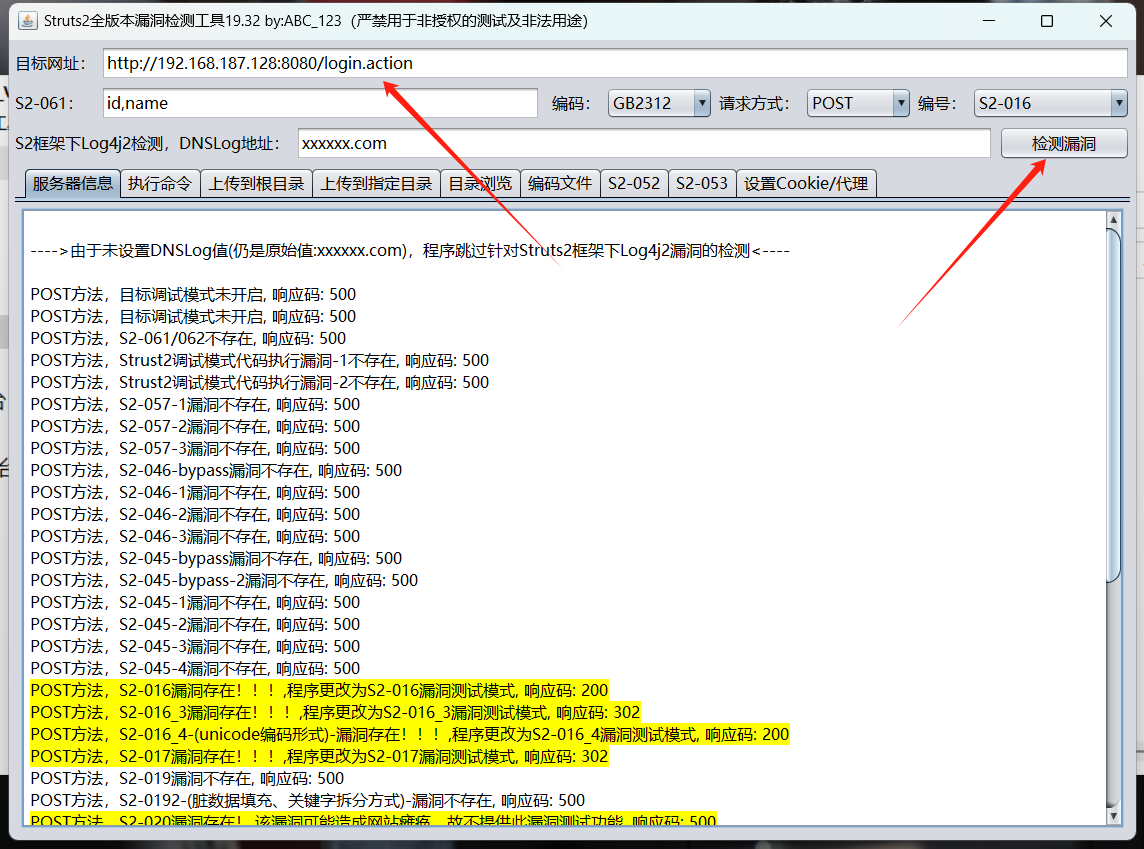 Struts2全版本漏洞检测工具19.32 by:ABC_123（严禁用于非授权的测试及非法用途）
目标网址： http://192.168.187.128:8080/login.action
S2-061： id,name 编码： GB2312 请求方式： POST 编号： S2-016
S2框架下Log4j2检测，DNSLog地址： xxxxxx.com 检测漏洞
服务器信息 执行命令 上传到根目录 上传到指定目录 目录浏览 编码文件 S2-052 S2-053 设置Cookie/代理
---->由于未设置DNSLog值(仍是原始值:xxxxxx.com)，程序跳过针对Struts2框架下Log4j2漏洞的检测<----
POST方法，目标调试模式未开启, 响应码: 500
POST方法，目标调试模式未开启, 响应码: 500
POST方法，S2-061/062不存在, 响应码: 500
POST方法，Strust2调试模式代码执行漏洞-1不存在, 响应码: 500
POST方法，Strust2调试模式代码执行漏洞-2不存在, 响应码: 500
POST方法，S2-057-1漏洞不存在, 响应码: 500
POST方法，S2-057-2漏洞不存在, 响应码: 500
POST方法，S2-057-3漏洞不存在, 响应码: 500
POST方法，S2-046-bypass漏洞不存在, 响应码: 500
POST方法，S2-046-1漏洞不存在, 响应码: 500
POST方法，S2-046-2漏洞不存在, 响应码: 500
POST方法，S2-046-3漏洞不存在, 响应码: 500
POST方法，S2-045-bypass漏洞不存在, 响应码: 500
POST方法，S2-045-bypass-2漏洞不存在, 响应码: 500
POST方法，S2-045-1漏洞不存在, 响应码: 500
POST方法，S2-045-2漏洞不存在, 响应码: 500
POST方法，S2-045-3漏洞不存在, 响应码: 500
POST方法，S2-045-4漏洞不存在, 响应码: 500
POST方法，S2-016漏洞存在！！！,程序更改为S2-016漏洞测试模式, 响应码: 200
POST方法，S2-016_3漏洞存在！！！,程序更改为S2-016_3漏洞测试模式, 响应码: 302
POST方法，S2-016_4-(unicode编码形式)-漏洞存在！！！,程序更改为S2-016_4漏洞测试模式, 响应码: 200
POST方法，S2-017漏洞存在！！！,程序更改为S2-017漏洞测试模式, 响应码: 302
POST方法，S2-019漏洞不存在, 响应码: 500
POST方法，S2-0192-(脏数据填充、关键字拆分方式)-漏洞不存在, 响应码: 500
POST方法，S2-020漏洞存在！,该漏洞可能造成网站瘫痪，故不提供此漏洞测试功能, 响应码: 500